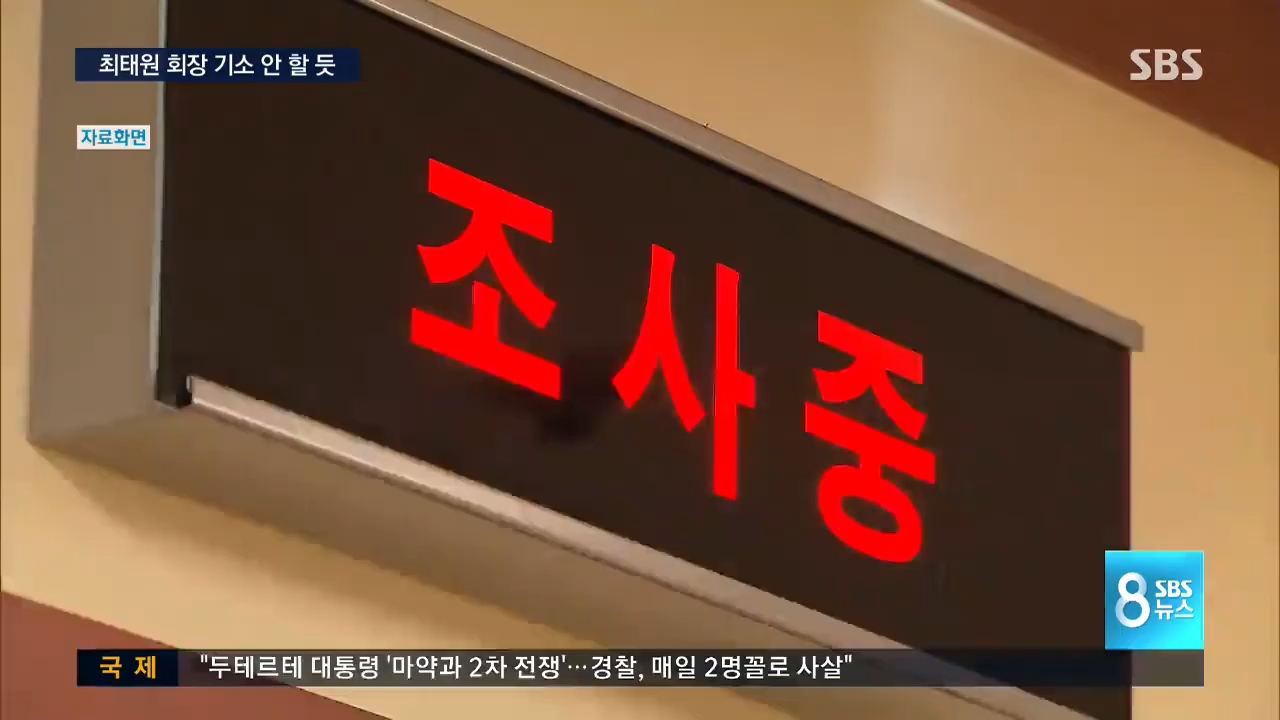 최태원 회장 기소 안 할 듯
SBS
자료화면
조사중
8 SBS 뉴스
국 제 "두테르테 대통령 '마약과 2차 전쟁'…경찰, 매일 2명꼴로 사살"